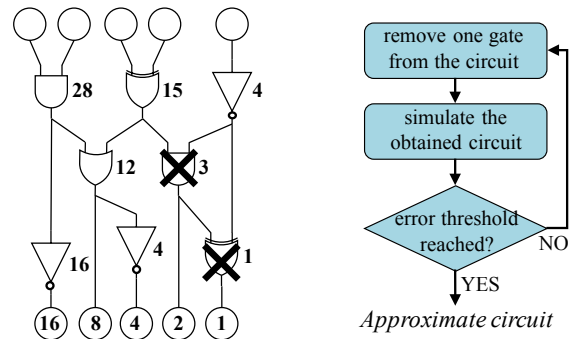 28
15
4
12
3
16
4
1
16
8
4
2
1
remove one gate
from the circuit
simulate the
obtained circuit
error threshold
reached?
NO
YES
Approximate circuit